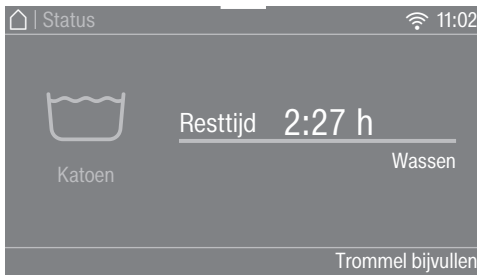 | Status 11:02
Resttijd 2:27 h
Wassen
Katoen
Trommel bijvullen